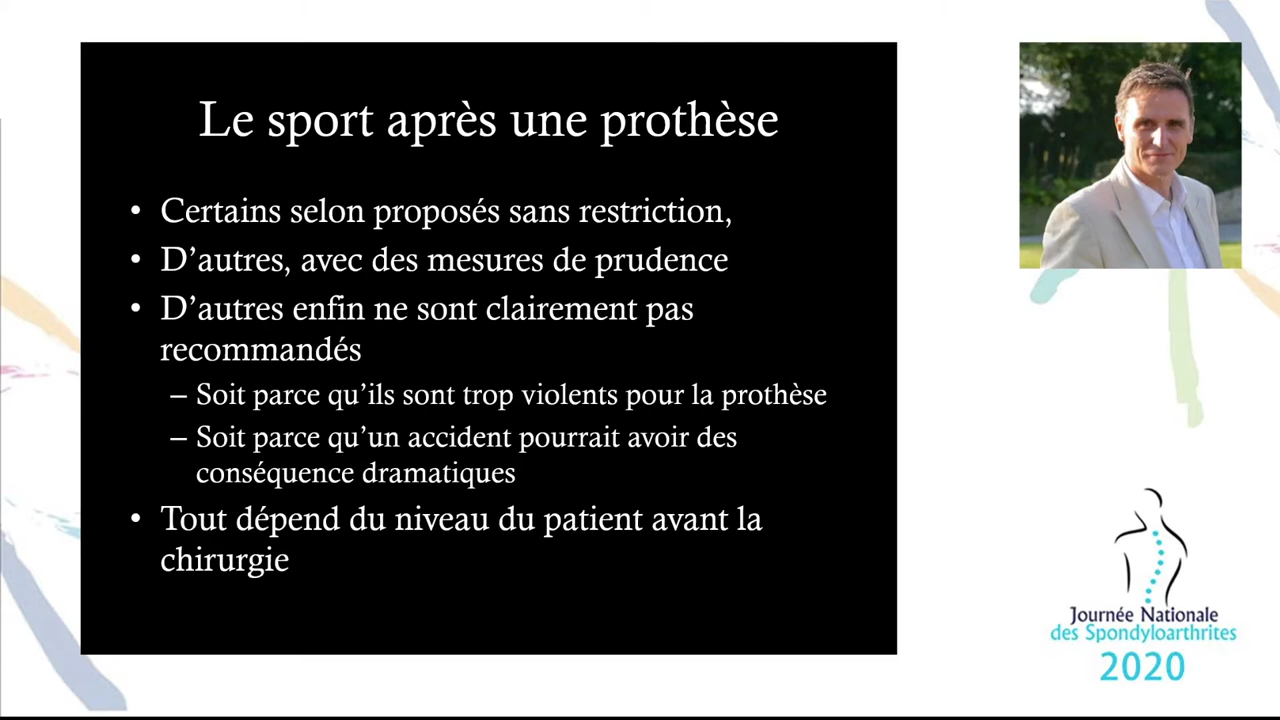 Le sport après une prothèse
• Certains selon proposés sans restriction,
• D’autres, avec des mesures de prudence
• D’autres enfin ne sont clairement pas
recommandés
– Soit parce qu’ils sont trop violents pour la prothèse
– Soit parce qu’un accident pourrait avoir des
conséquence dramatiques
• Tout dépend du niveau du patient avant la
chirurgie
Journée Nationale
des Spondyloarthrites
2020